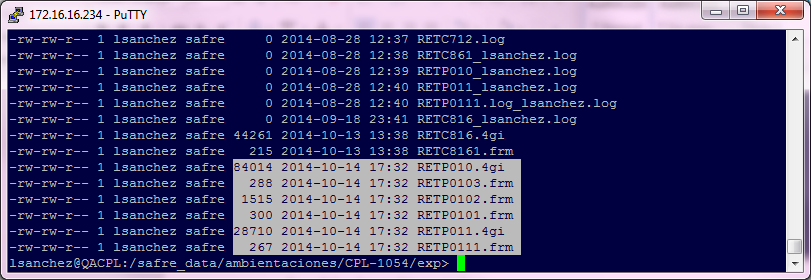 172.16.16.234 - PuTTY
-rw-rw-r-- 1 lsanchez safre     0 2014-08-28 12:37 RETC712.log
-rw-rw-r-- 1 lsanchez safre     0 2014-08-28 12:38 RETC861_lsanchez.log
-rw-rw-r-- 1 lsanchez safre     0 2014-08-28 12:39 RETP010_lsanchez.log
-rw-rw-r-- 1 lsanchez safre     0 2014-08-28 12:40 RETP011_lsanchez.log
-rw-rw-r-- 1 lsanchez safre     0 2014-08-28 12:40 RETP0111.log_lsanchez.log
-rw-rw-r-- 1 lsanchez safre     0 2014-09-18 23:41 RETC816_lsanchez.log
-rw-rw-r-- 1 lsanchez safre 44261 2014-10-13 13:38 RETC816.4gi
-rw-rw-r-- 1 lsanchez safre   215 2014-10-13 13:38 RETC8161.frm
-rw-rw-r-- 1 lsanchez safre 84014 2014-10-14 17:32 RETP010.4gi
-rw-rw-r-- 1 lsanchez safre   288 2014-10-14 17:32 RETP0103.frm
-rw-rw-r-- 1 lsanchez safre  1515 2014-10-14 17:32 RETP0102.frm
-rw-rw-r-- 1 lsanchez safre   300 2014-10-14 17:32 RETP0101.frm
-rw-rw-r-- 1 lsanchez safre 28710 2014-10-14 17:32 RETP011.4gi
-rw-rw-r-- 1 lsanchez safre   267 2014-10-14 17:32 RETP0111.frm
lsanchez@QACPL:/safre_data/ambientaciones/CPL-1054/exp>